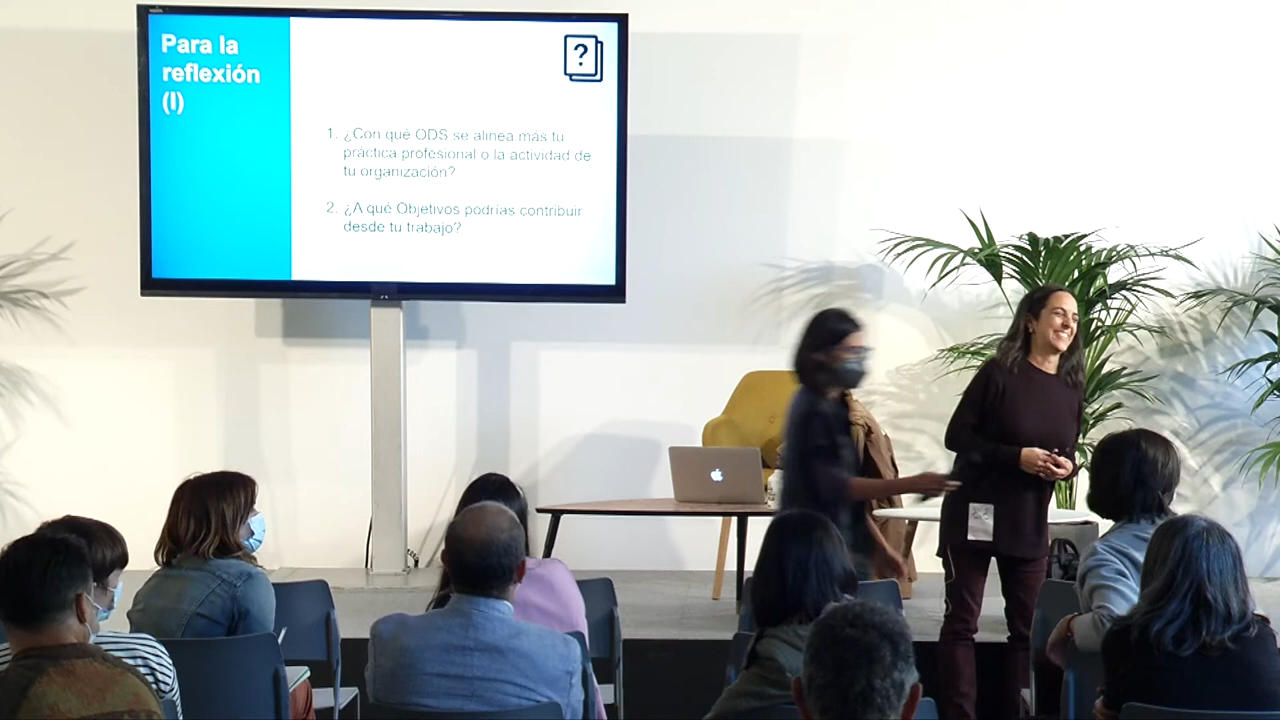 Para la
reflexión
(I)
?
1. ¿Con qué ODS se alinea más tu
práctica profesional o la actividad de
tu organización?
2. ¿A qué Objetivos podrías contribuir
desde tu trabajo?